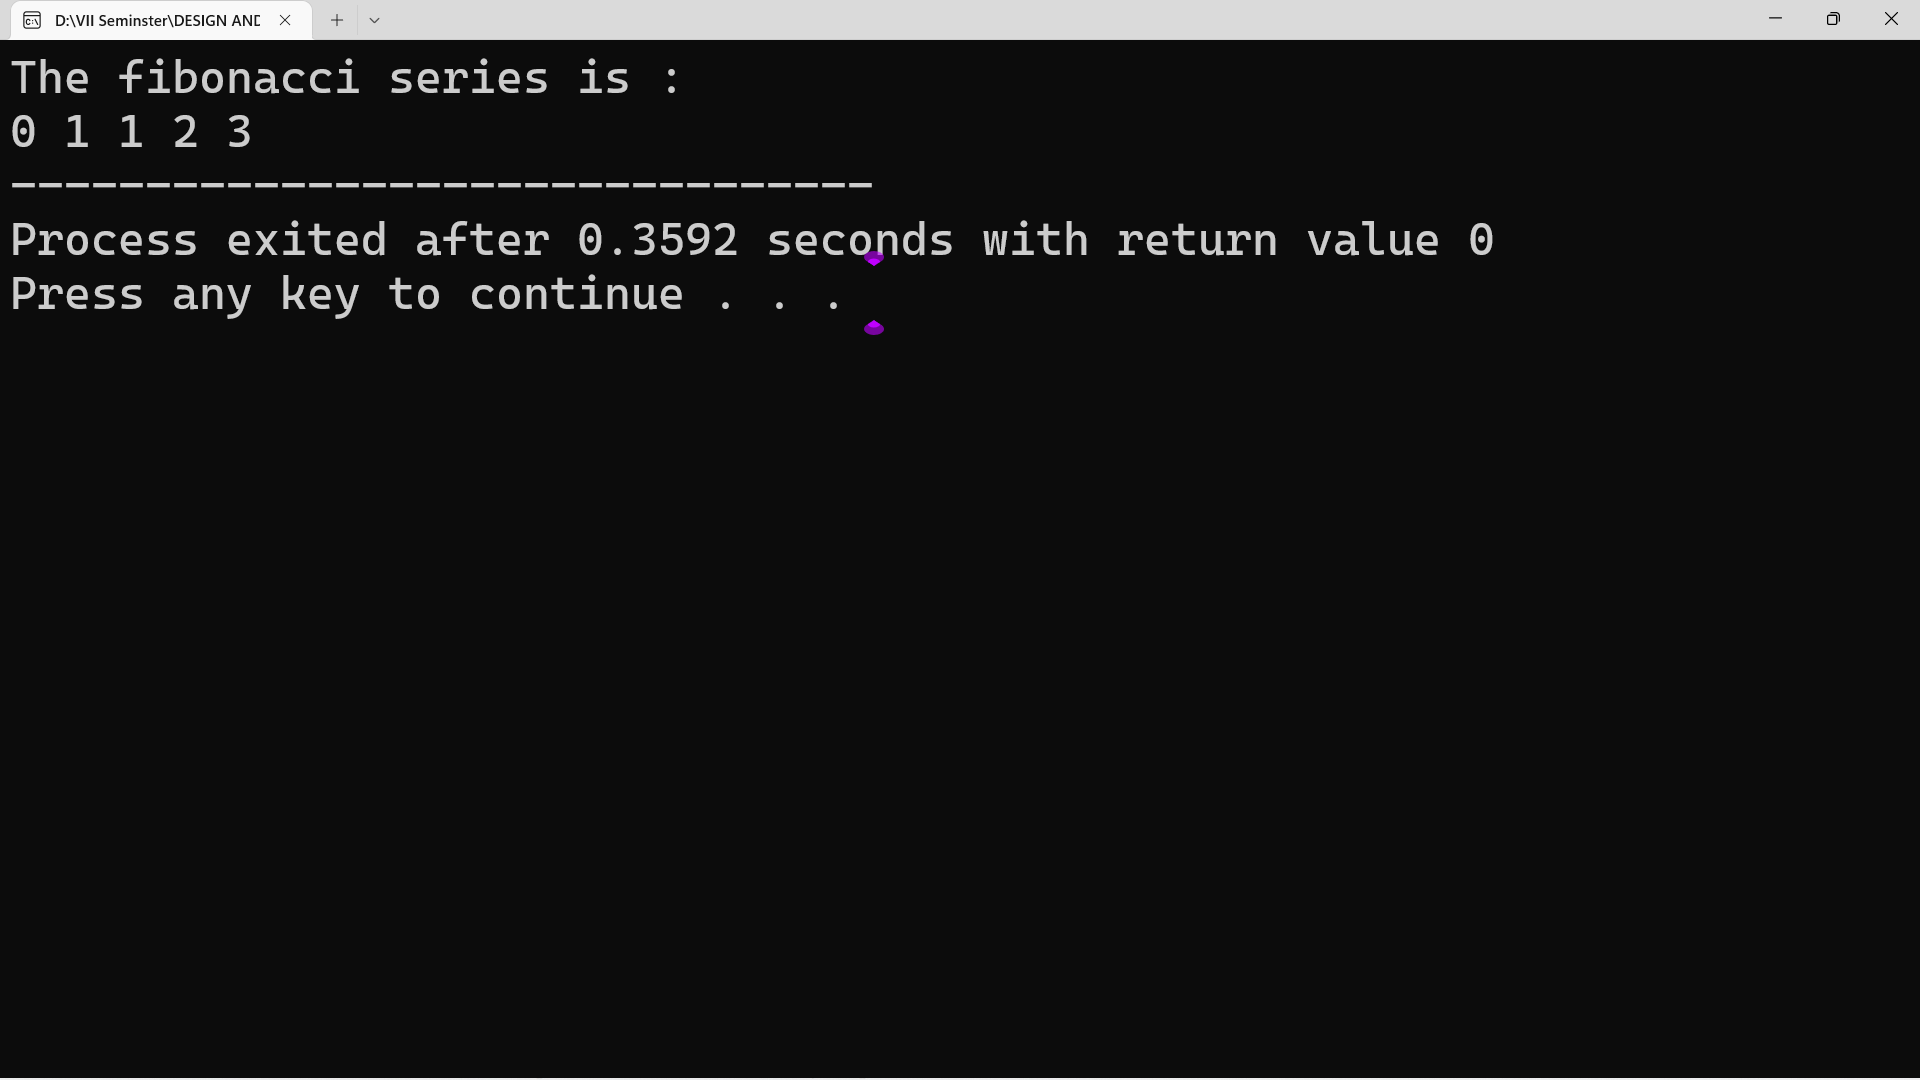 D:\VII Seminster\DESIGN AND
The fibonacci series is :
0 1 1 2 3
--------------------------------
Process exited after 0.3592 seconds with return value 0
Press any key to continue . . .